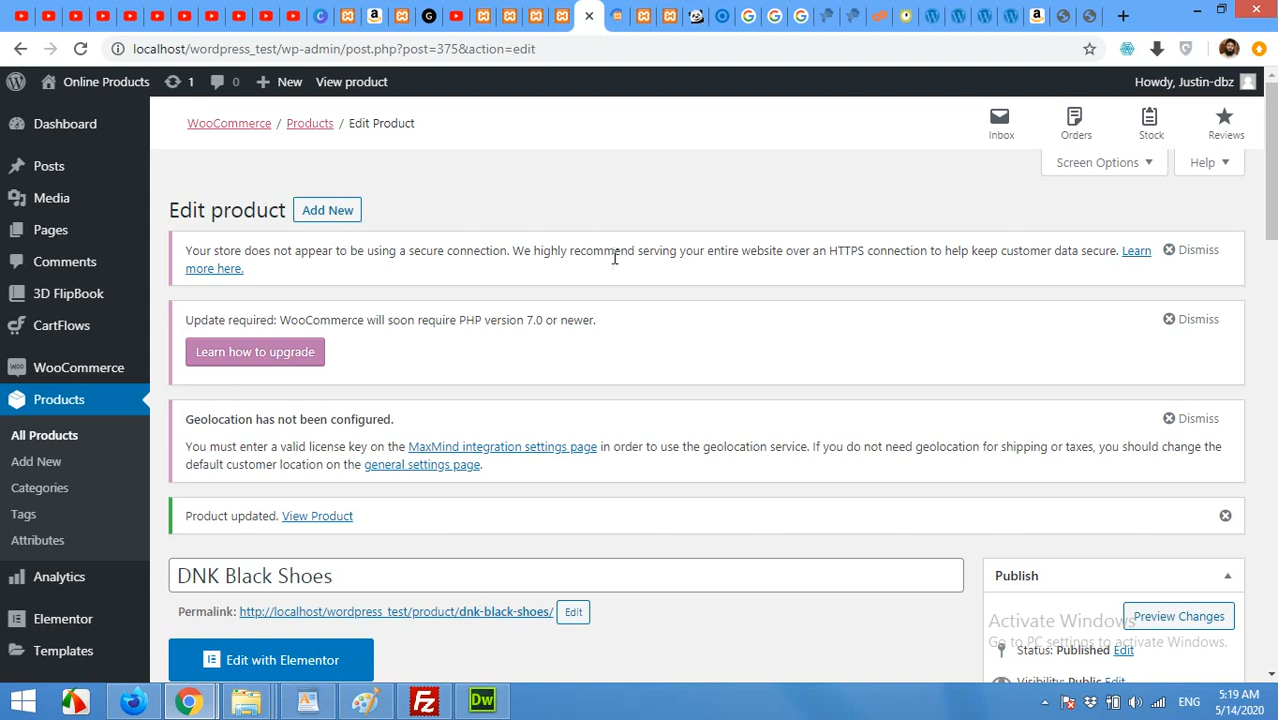 localhost/wordpress_test/wp-admin/post.php?post=375&action=edit
Online Products 1 0 New View product Howdy, Justin-dbz
WooCommerce / Products / Edit Product
Inbox Orders Stock Reviews
Screen Options Help
Dashboard
Posts
Media
Pages
Comments
3D FlipBook
CartFlows
WooCommerce
Products
All Products
Add New
Categories
Tags
Attributes
Analytics
Elementor
Templates
Edit product Add New
Your store does not appear to be using a secure connection. We highly recommend serving your entire website over an HTTPS connection to help keep customer data secure. Learn Dismiss
more here.
Update required: WooCommerce will soon require PHP version 7.0 or newer. Dismiss
Learn how to upgrade
Geolocation has not been configured. Dismiss
You must enter a valid license key on the MaxMind integration settings page in order to use the geolocation service. If you do not need geolocation for shipping or taxes, you should change the
default customer location on the general settings page.
Product updated. View Product
DNK Black Shoes
Permalink: http://localhost/wordpress_test/product/dnk-black-shoes/ Edit
Edit with Elementor
Publish
Preview Changes
Activate Windows
Go to PC settings to activate Windows.
Status: Published Edit
Visibility: Public Edit
ENG
5:19 AM
5/14/2020